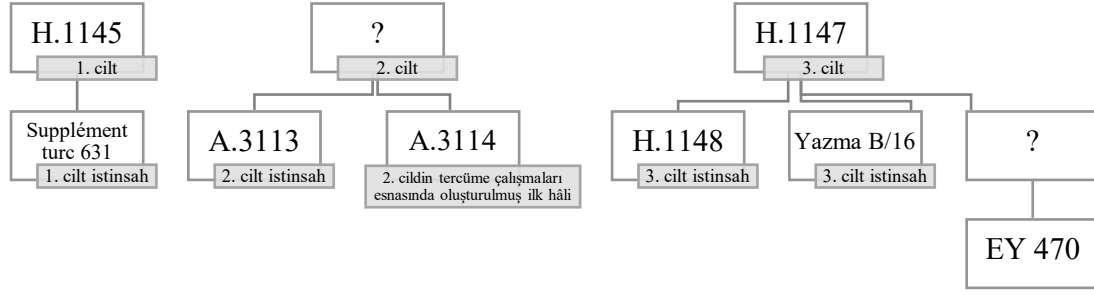 H.1145
1. cilt
Supplément
turc 631
1. cilt istinsah
?
2. cilt
A.3113
2. cilt istinsah
A.3114
2. cildin tercüme çalışmaları
esnasında oluşturulmuş ilk hâli
H.1147
3. cilt
H.1148
3. cilt istinsah
Yazma B/16
3. cilt istinsah
?
EY 470